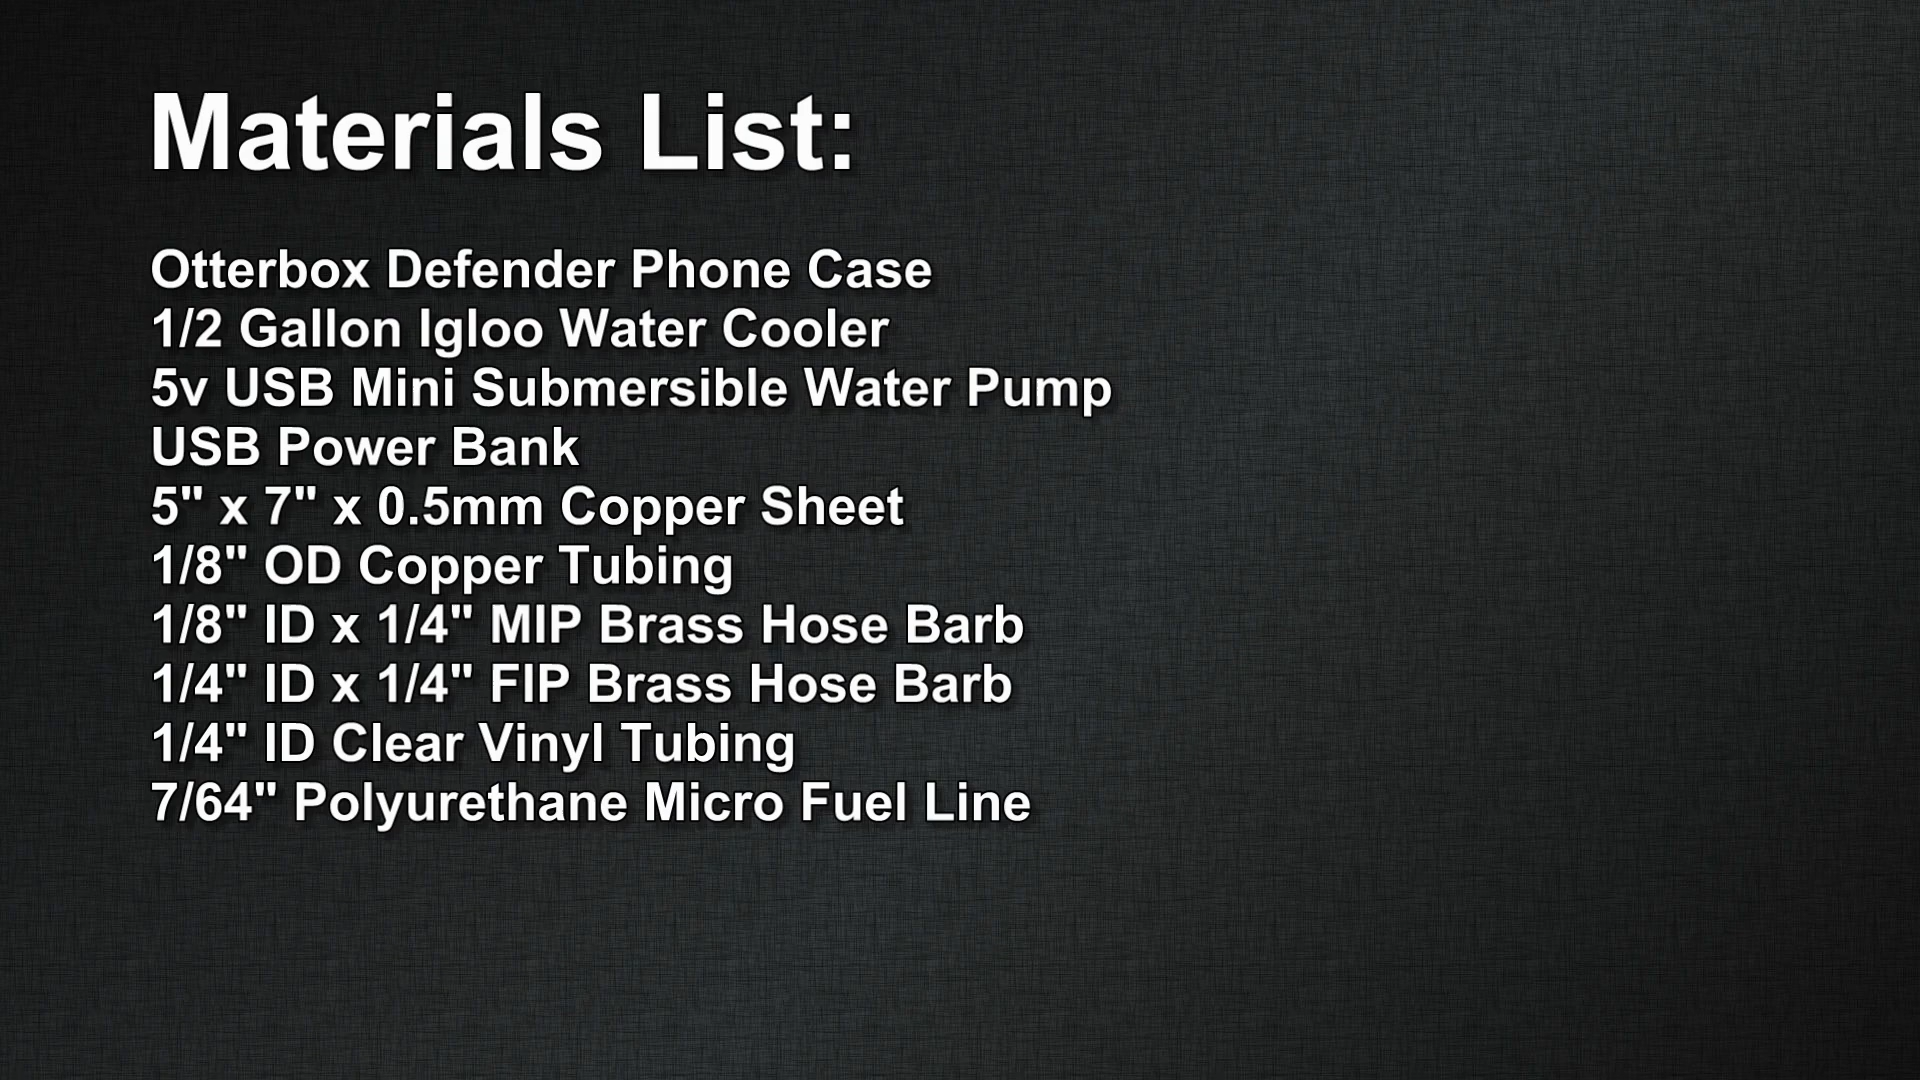 Materials List:
Otterbox Defender Phone Case
1/2 Gallon Igloo Water Cooler
5v USB Mini Submersible Water Pump
USB Power Bank
5" x 7" x 0.5mm Copper Sheet
1/8" OD Copper Tubing
1/8" ID x 1/4" MIP Brass Hose Barb
1/4" ID x 1/4" FIP Brass Hose Barb
1/4" ID Clear Vinyl Tubing
7/64" Polyurethane Micro Fuel Line